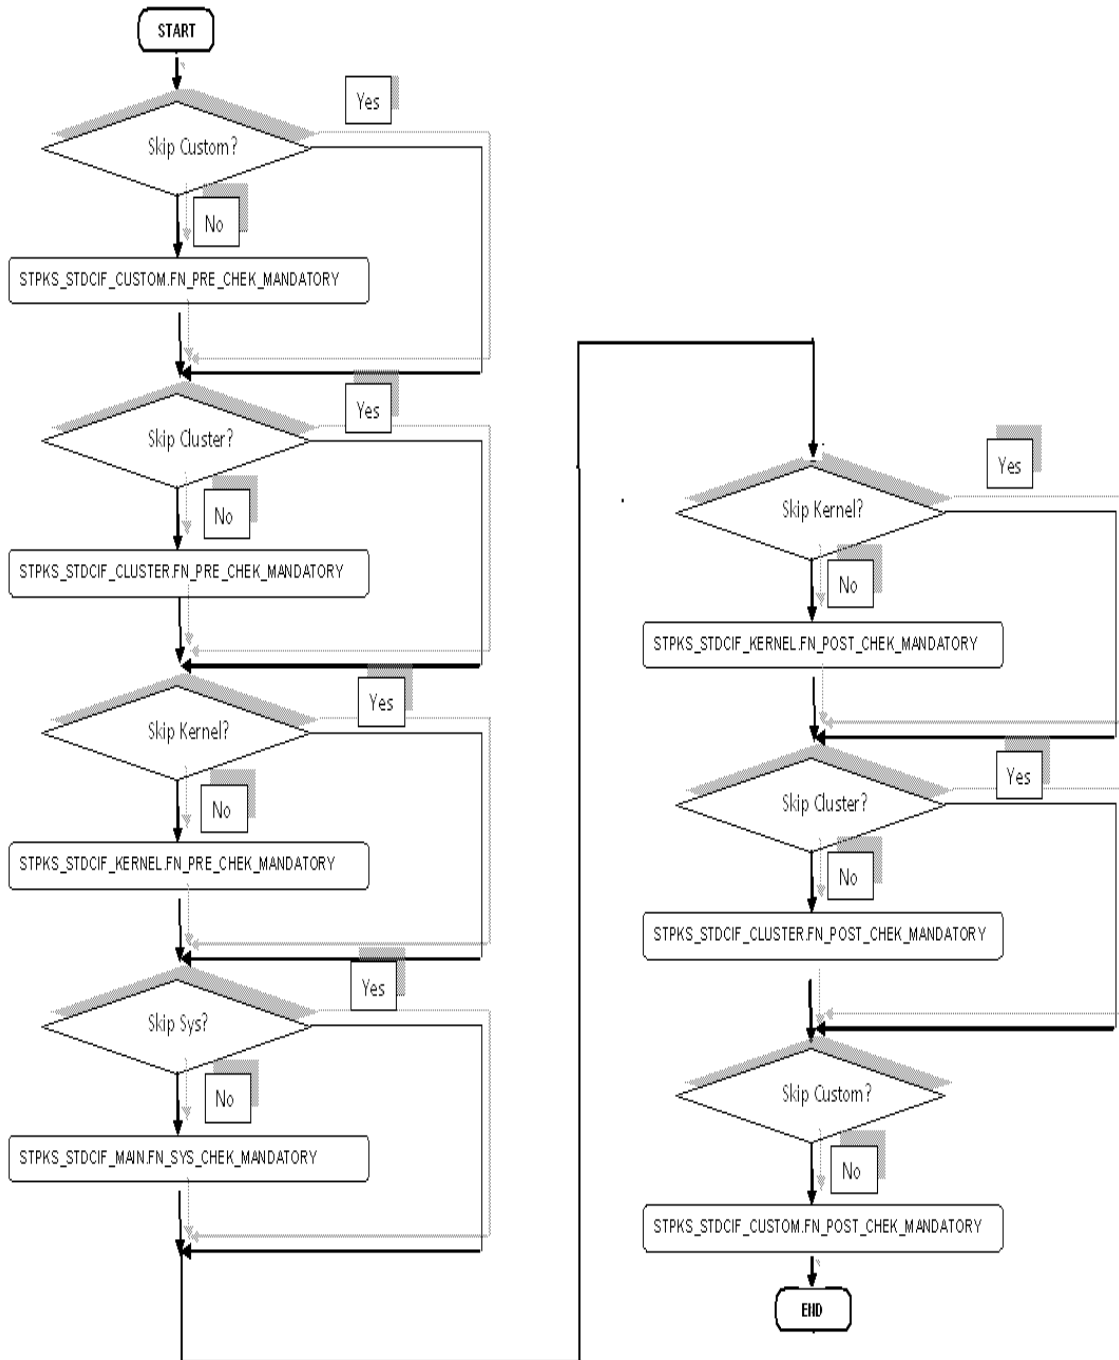 START
Yes
Skip Custom?
No
STPKS_STDCIF_CUSTOM.FN_PRE_CHEK_MANDATORY
Yes
Skip Cluster?
No
STPKS_STDCIF_CLUSTER.FN_PRE_CHEK_MANDATORY
Yes
Skip Kernel?
No
STPKS_STDCIF_KERNEL.FN_PRE_CHEK_MANDATORY
Yes
Skip Sys?
No
STPKS_STDCIF_MAIN.FN_SYS_CHEK_MANDATORY
Yes
Skip Kernel?
No
STPKS_STDCIF_KERNEL.FN_POST_CHEK_MANDATORY
Yes
Skip Cluster?
No
STPKS_STDCIF_CLUSTER.FN_POST_CHEK_MANDATORY
Skip Custom?
No
STPKS_STDCIF_CUSTOM.FN_POST_CHEK_MANDATORY
END